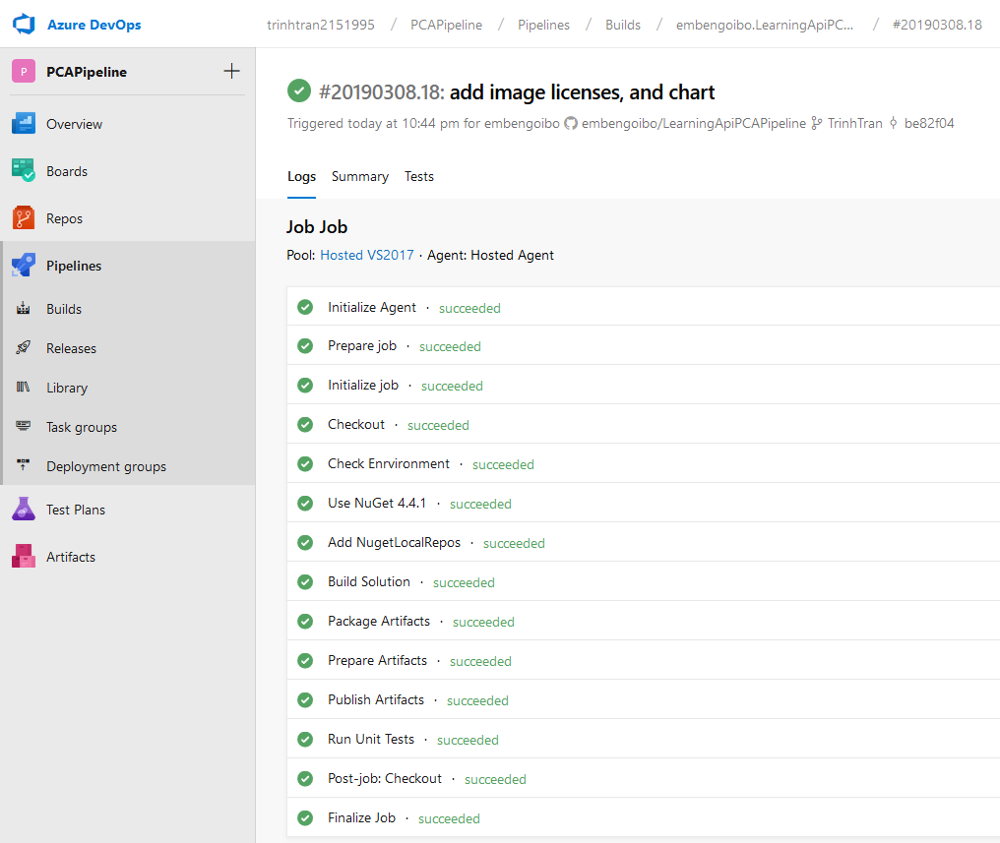 Azure DevOps
trinhtran2151995 / PCAPipeline / Pipelines / Builds / embengoibo.LearningApiPC... / #20190308.18
P PCAPipeline +
Overview
Boards
Repos
Pipelines
Builds
Releases
Library
Task groups
Deployment groups
Test Plans
Artifacts
#20190308.18: add image licenses, and chart
Triggered today at 10:44 pm for embengoibo embengoibo/LearningApiPCAPipeline TrinhTran be82f04
Logs Summary Tests
Job Job
Pool: Hosted VS2017 · Agent: Hosted Agent
Initialize Agent · succeeded
Prepare job · succeeded
Initialize job · succeeded
Checkout · succeeded
Check Enrvironment · succeeded
Use NuGet 4.4.1 · succeeded
Add NugetLocalRepos · succeeded
Build Solution · succeeded
Package Artifacts · succeeded
Prepare Artifacts · succeeded
Publish Artifacts · succeeded
Run Unit Tests · succeeded
Post-job: Checkout · succeeded
Finalize Job · succeeded